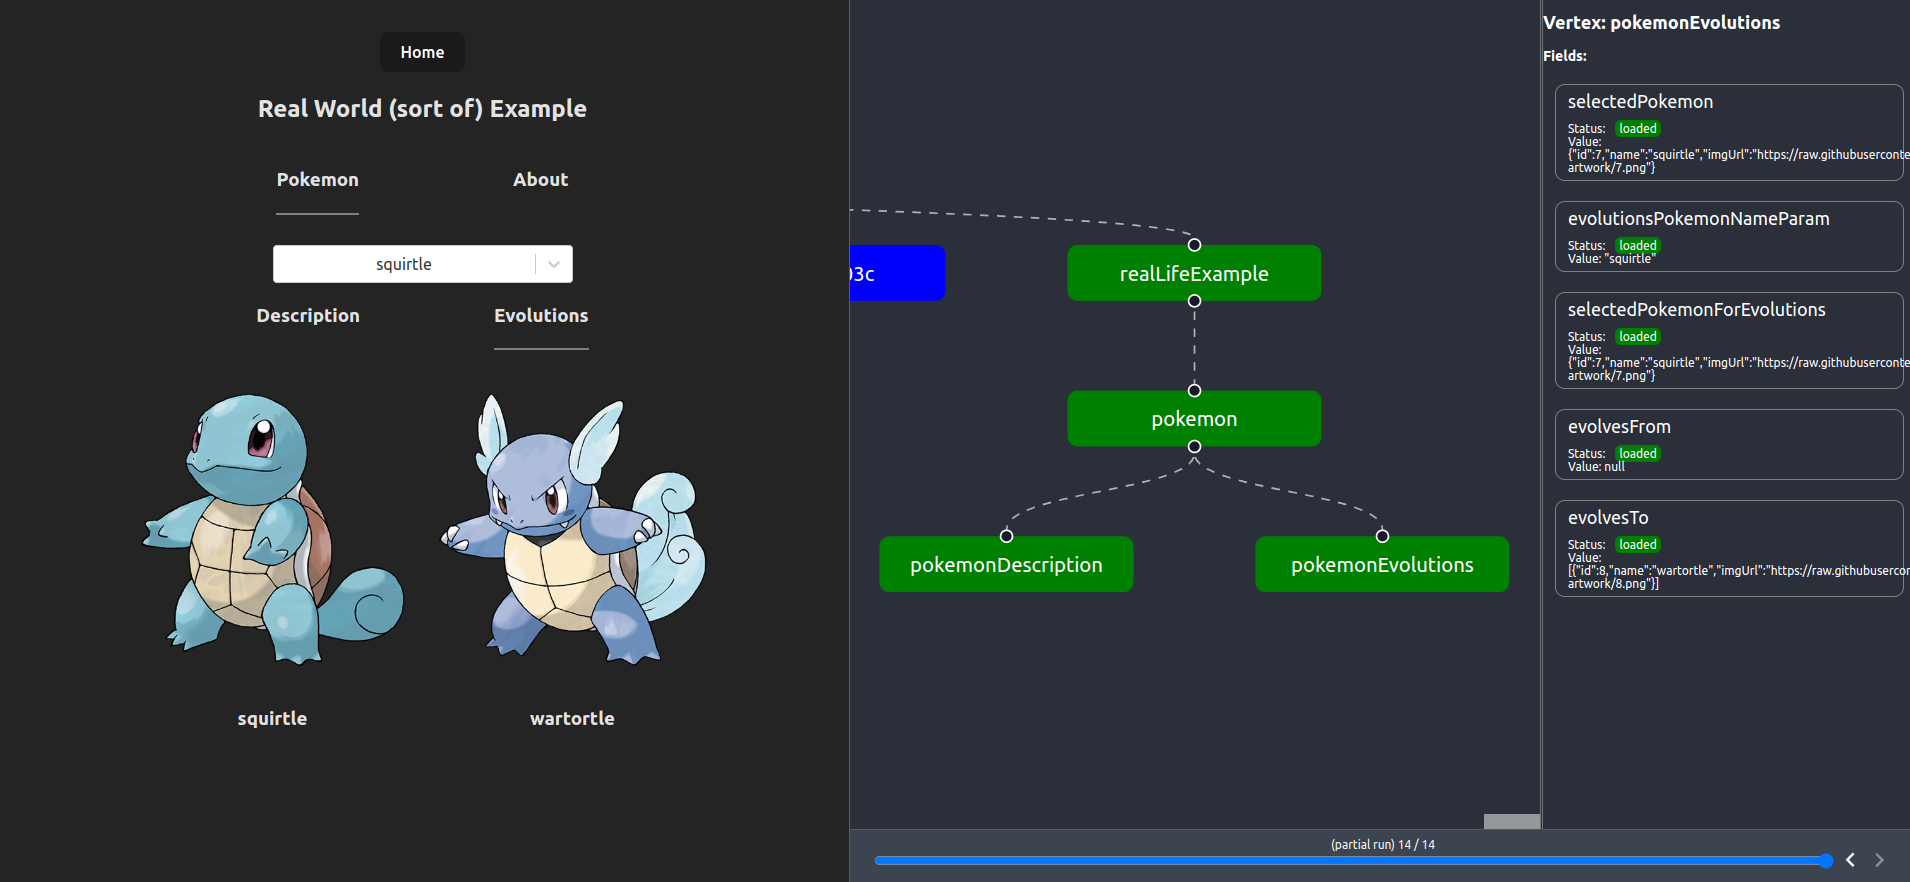 Home
Real World (sort of) Example
Pokemon
About
squirtle
Description
Evolutions
squirtle
wartortle
03c
realLifeExample
pokemon
pokemonDescription
pokemonEvolutions
(partial run) 14 / 14
Vertex: pokemonEvolutions
Fields:
selectedPokemon
Status: loaded
Value:
{"id":7,"name":"squirtle","imgUrl":"https://raw.githubuserconte
artwork/7.png"}
evolutionsPokemonNameParam
Status: loaded
Value: "squirtle"
selectedPokemonForEvolutions
Status: loaded
Value:
{"id":7,"name":"squirtle","imgUrl":"https://raw.githubuserconte
artwork/7.png"}
evolvesFrom
Status: loaded
Value: null
evolvesTo
Status: loaded
Value:
[{"id":8,"name":"wartortle","imgUrl":"https://raw.githubusercon
artwork/8.png"}]